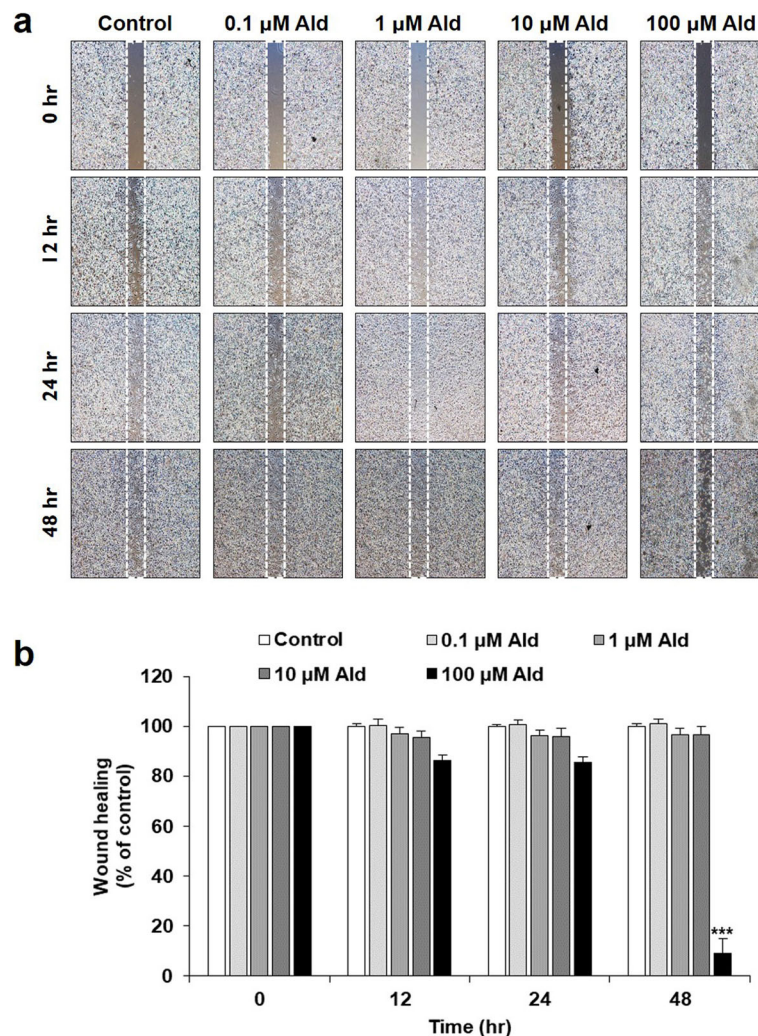 a
Control 0.1 µM Ald 1 µM Ald 10 µM Ald 100 µM Ald
0 hr
12 hr
24 hr
48 hr
b
Control 0.1 µM Ald 1 µM Ald
10 µM Ald 100 µM Ald
Wound healing
(% of control)
120
100
80
60
40
20
0
***
0 12 24 48
Time (hr)